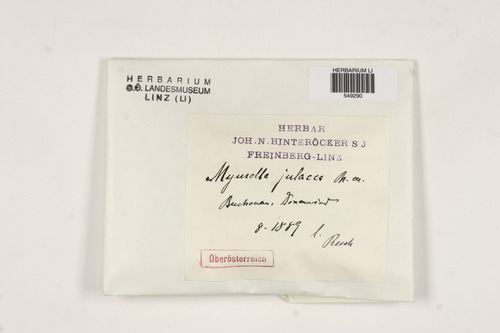 HERBARIUM
O.Ö. LANDESMUSEUM
LINZ (LI)
HERBARIUM LI
549290
HERBAR
JOH. N. HINTERÖCKER S J
FREINBERG-LINZ
Myurella julacea
8. 1889 l.
Oberösterreich